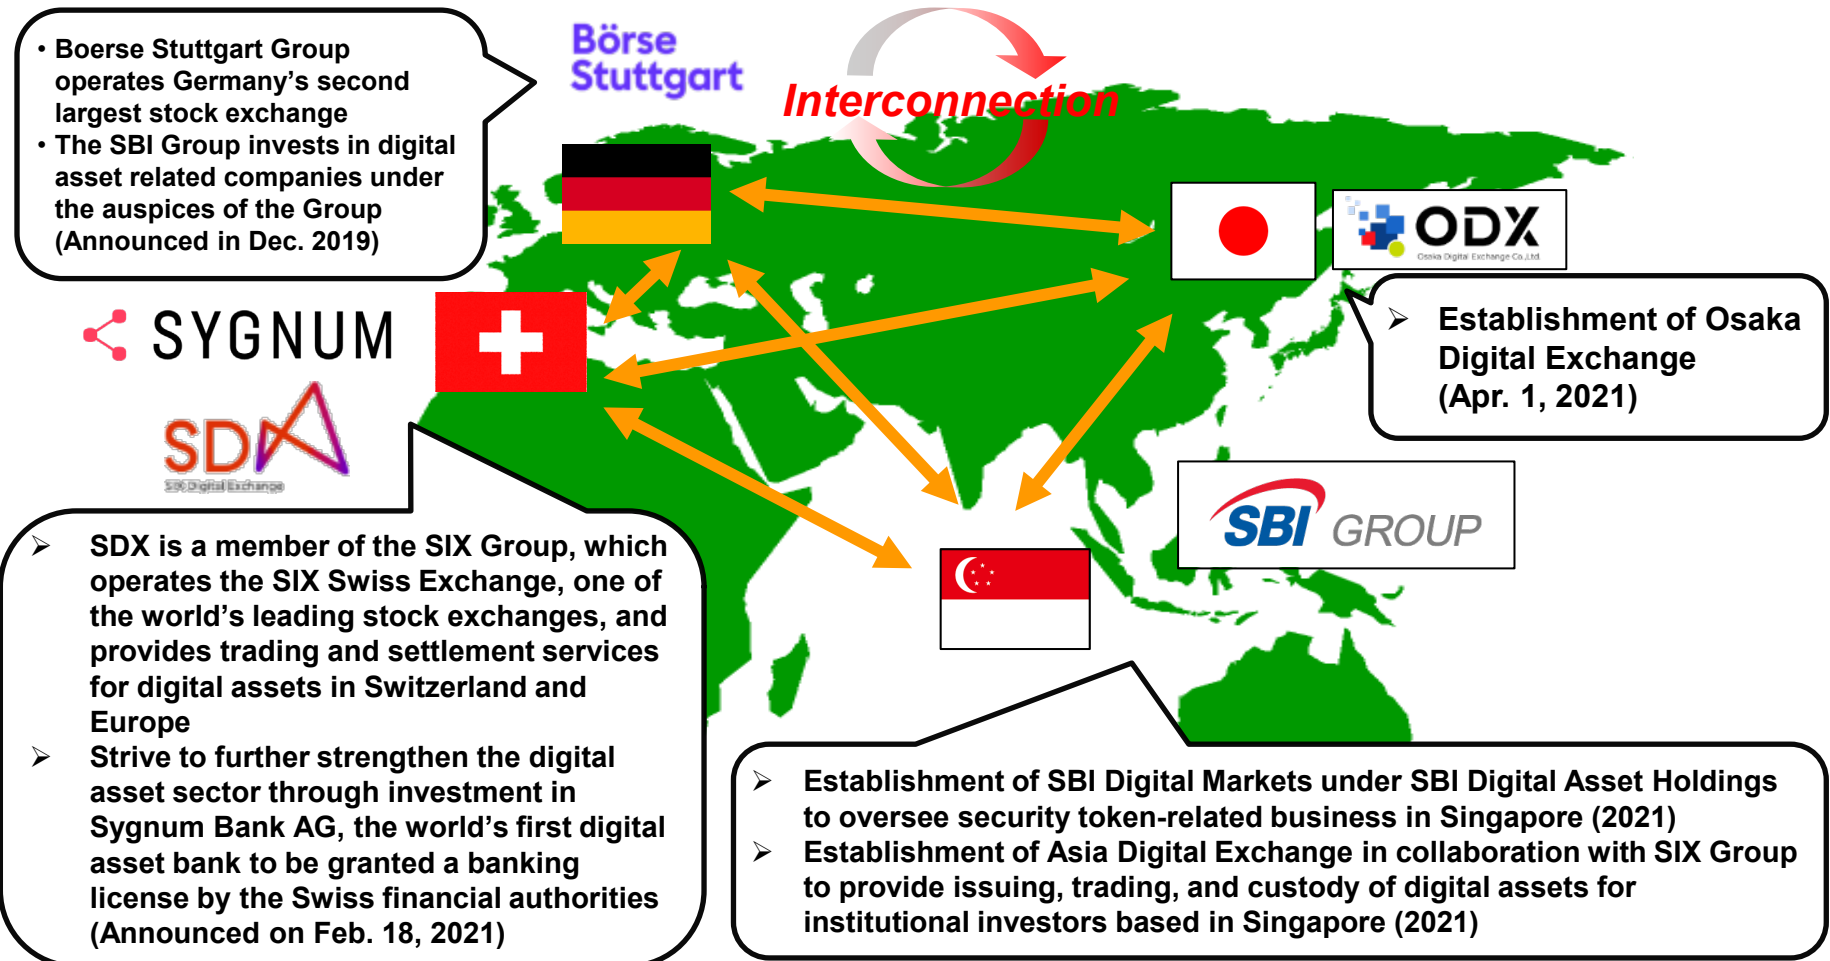 • Boerse Stuttgart Group
operates Germany's second
largest stock exchange
• The SBI Group invests in digital
asset related companies under
the auspices of the Group
(Announced in Dec. 2019)
Börse
Stuttgart
Interconnection
ODX
Osaka Digital Exchange Co.,Ltd.
➢ Establishment of Osaka
Digital Exchange
(Apr. 1, 2021)
SYGNUM
SDX
SIX Digital Exchange
SBI GROUP
➢ SDX is a member of the SIX Group, which
operates the SIX Swiss Exchange, one of
the world's leading stock exchanges, and
provides trading and settlement services
for digital assets in Switzerland and
Europe
➢ Strive to further strengthen the digital
asset sector through investment in
Sygnum Bank AG, the world's first digital
asset bank to be granted a banking
license by the Swiss financial authorities
(Announced on Feb. 18, 2021)
➢ Establishment of SBI Digital Markets under SBI Digital Asset Holdings
to oversee security token-related business in Singapore (2021)
➢ Establishment of Asia Digital Exchange in collaboration with SIX Group
to provide issuing, trading, and custody of digital assets for
institutional investors based in Singapore (2021)